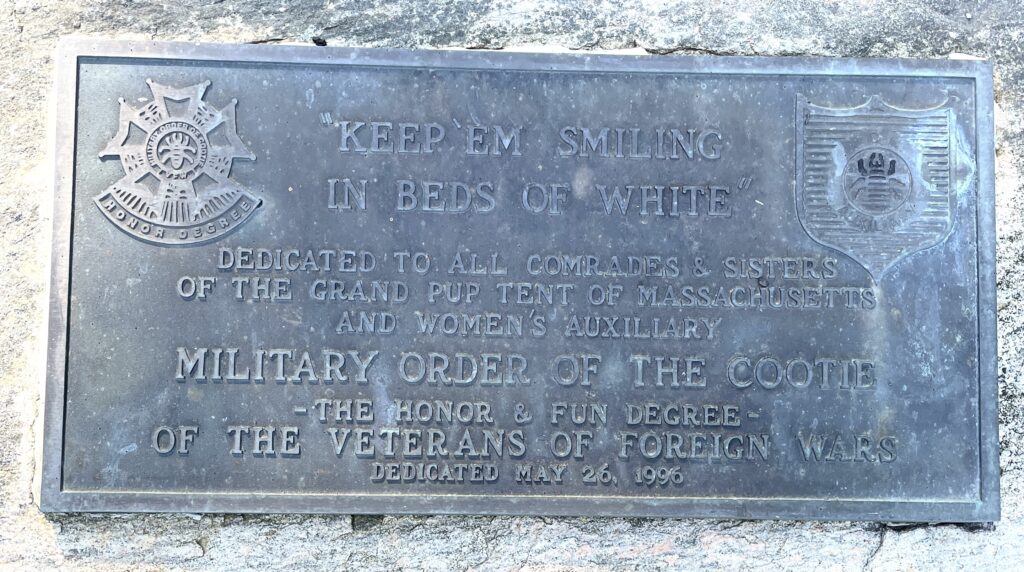 "KEEP 'EM SMILING
IN BEDS OF WHITE"
HONOR DEGREE
DEDICATED TO ALL COMRADES & SISTERS
OF THE GRAND PUP TENT OF MASSACHUSETTS
AND WOMEN'S AUXILIARY
MILITARY ORDER OF THE COOTIE
- THE HONOR & FUN DEGREE -
OF THE VETERANS OF FOREIGN WARS
DEDICATED MAY 26, 1996